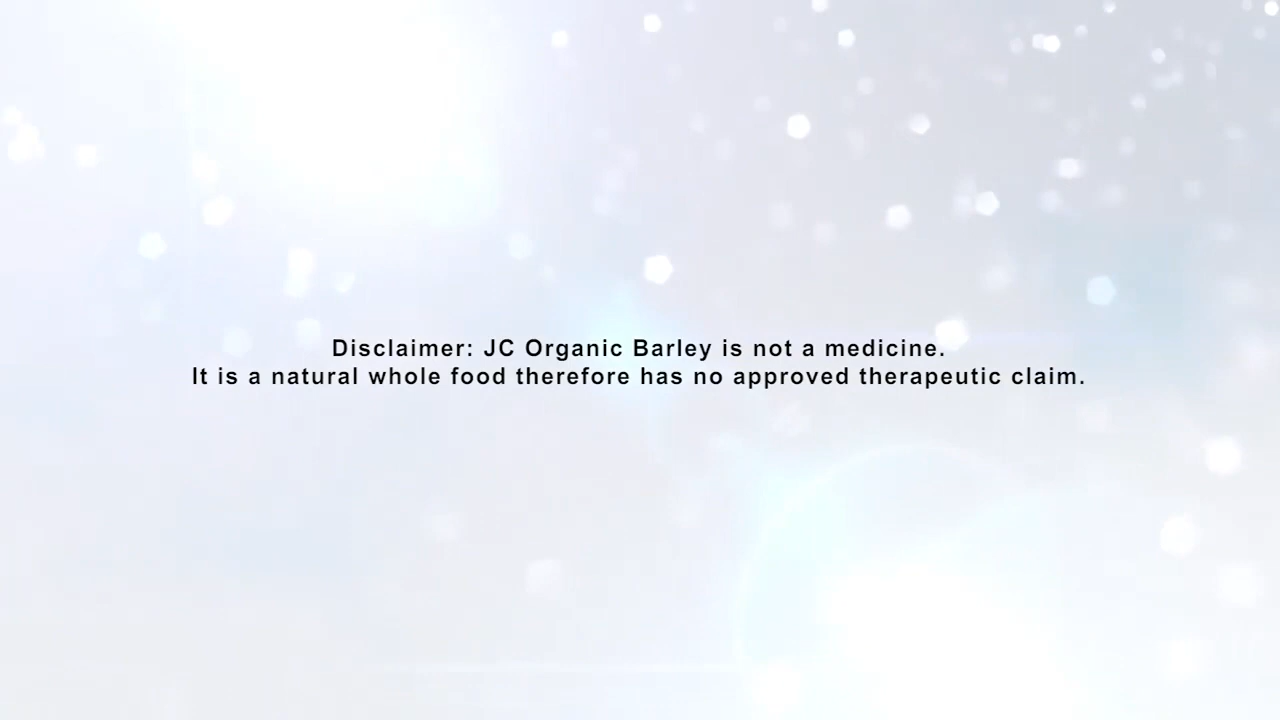 Disclaimer: JC Organic Barley is not a medicine.
It is a natural whole food therefore has no approved therapeutic claim.